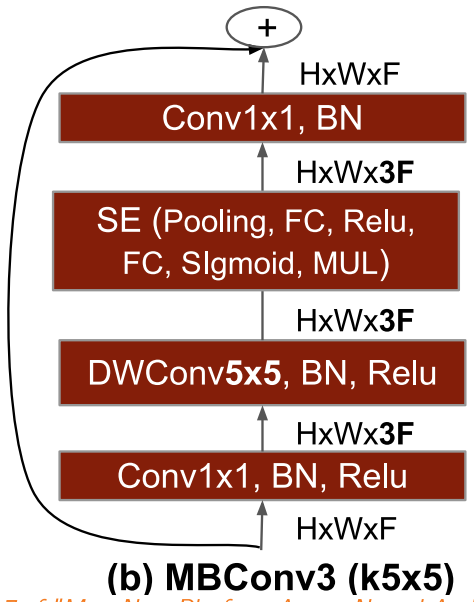 +
HxWxF
Conv1x1, BN
HxWx3F
SE (Pooling, FC, Relu,
FC, SIgmoid, MUL)
HxWx3F
DWConv5x5, BN, Relu
HxWx3F
Conv1x1, BN, Relu
HxWxF
(b) MBConv3 (k5x5)